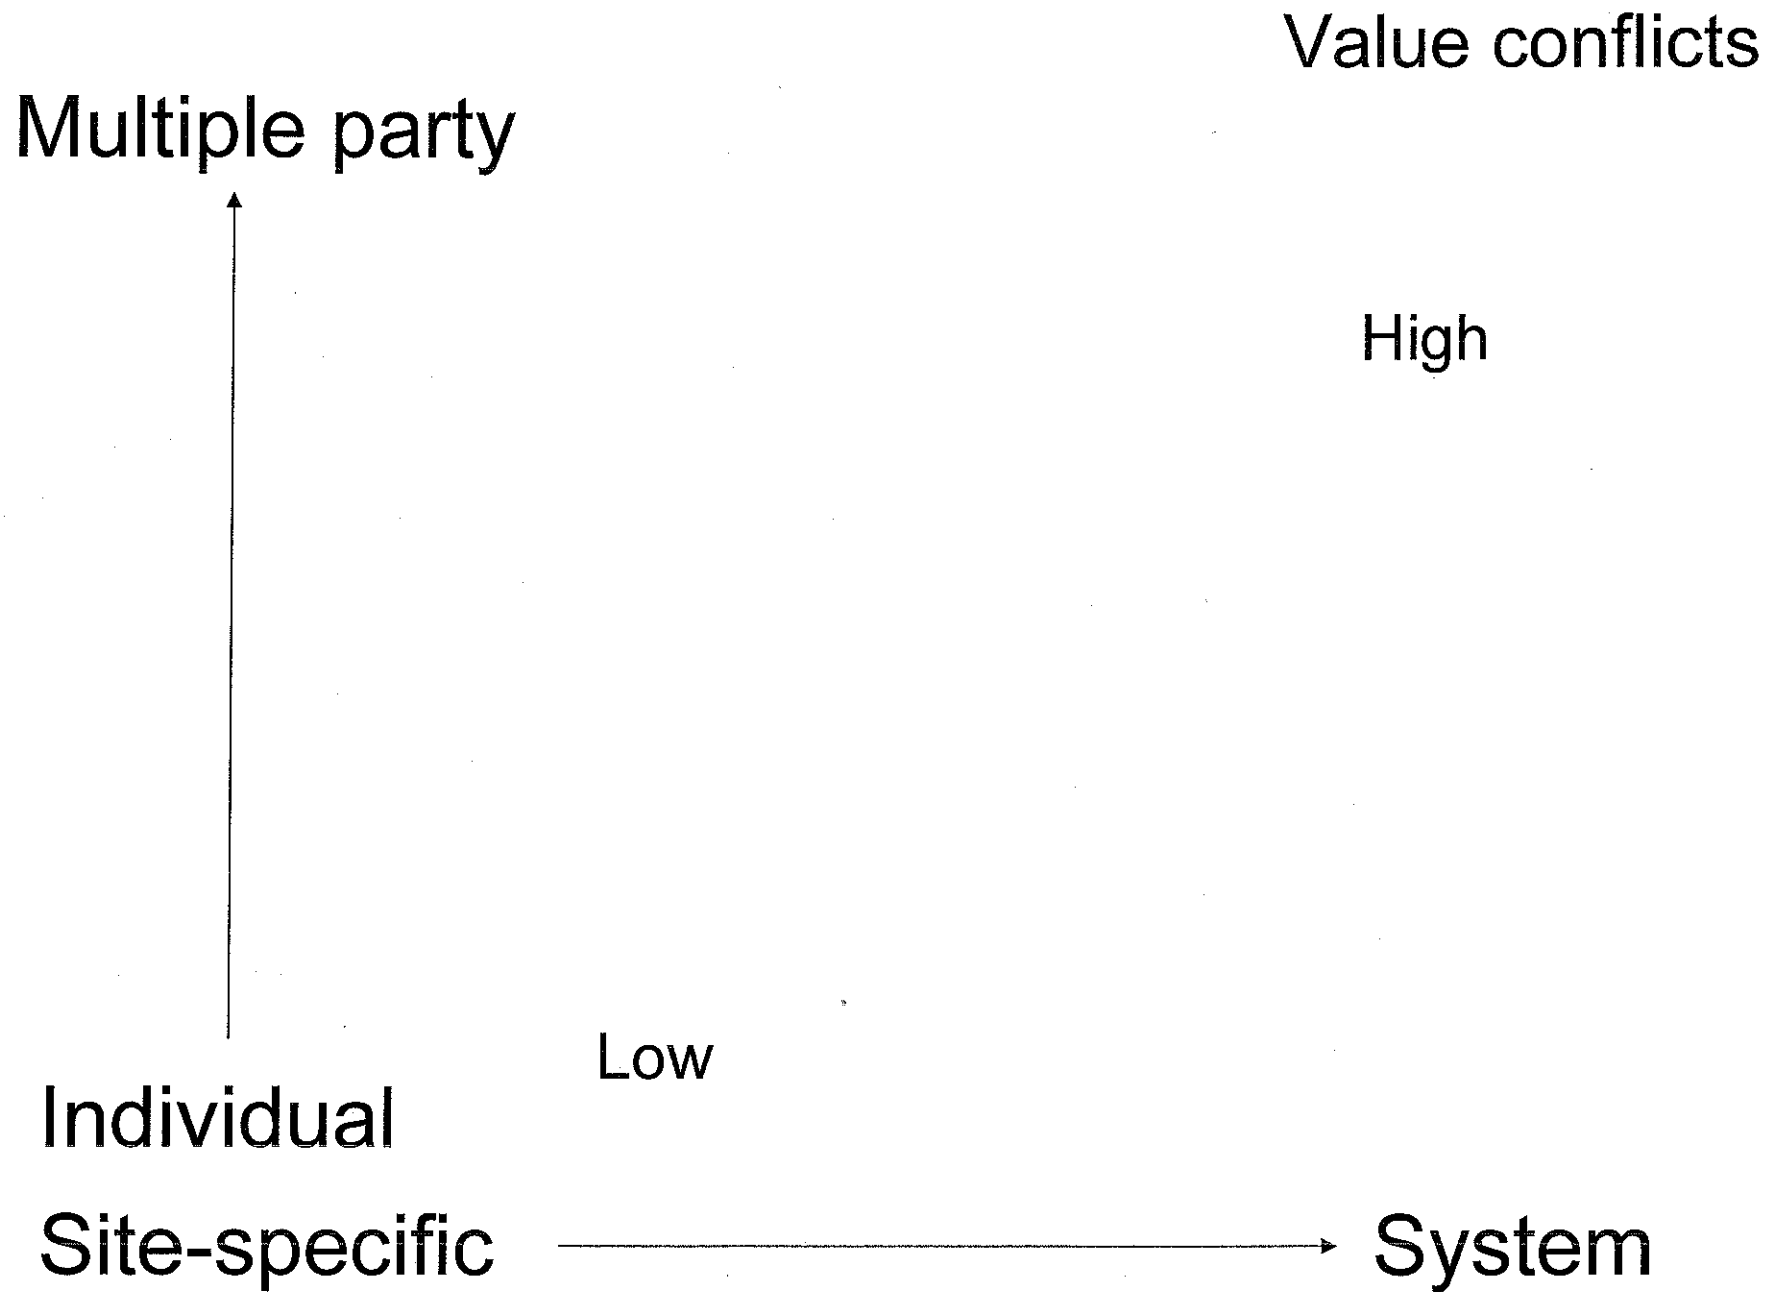 Value conflicts
Multiple party
High
Low
Individual
Site-specific
System